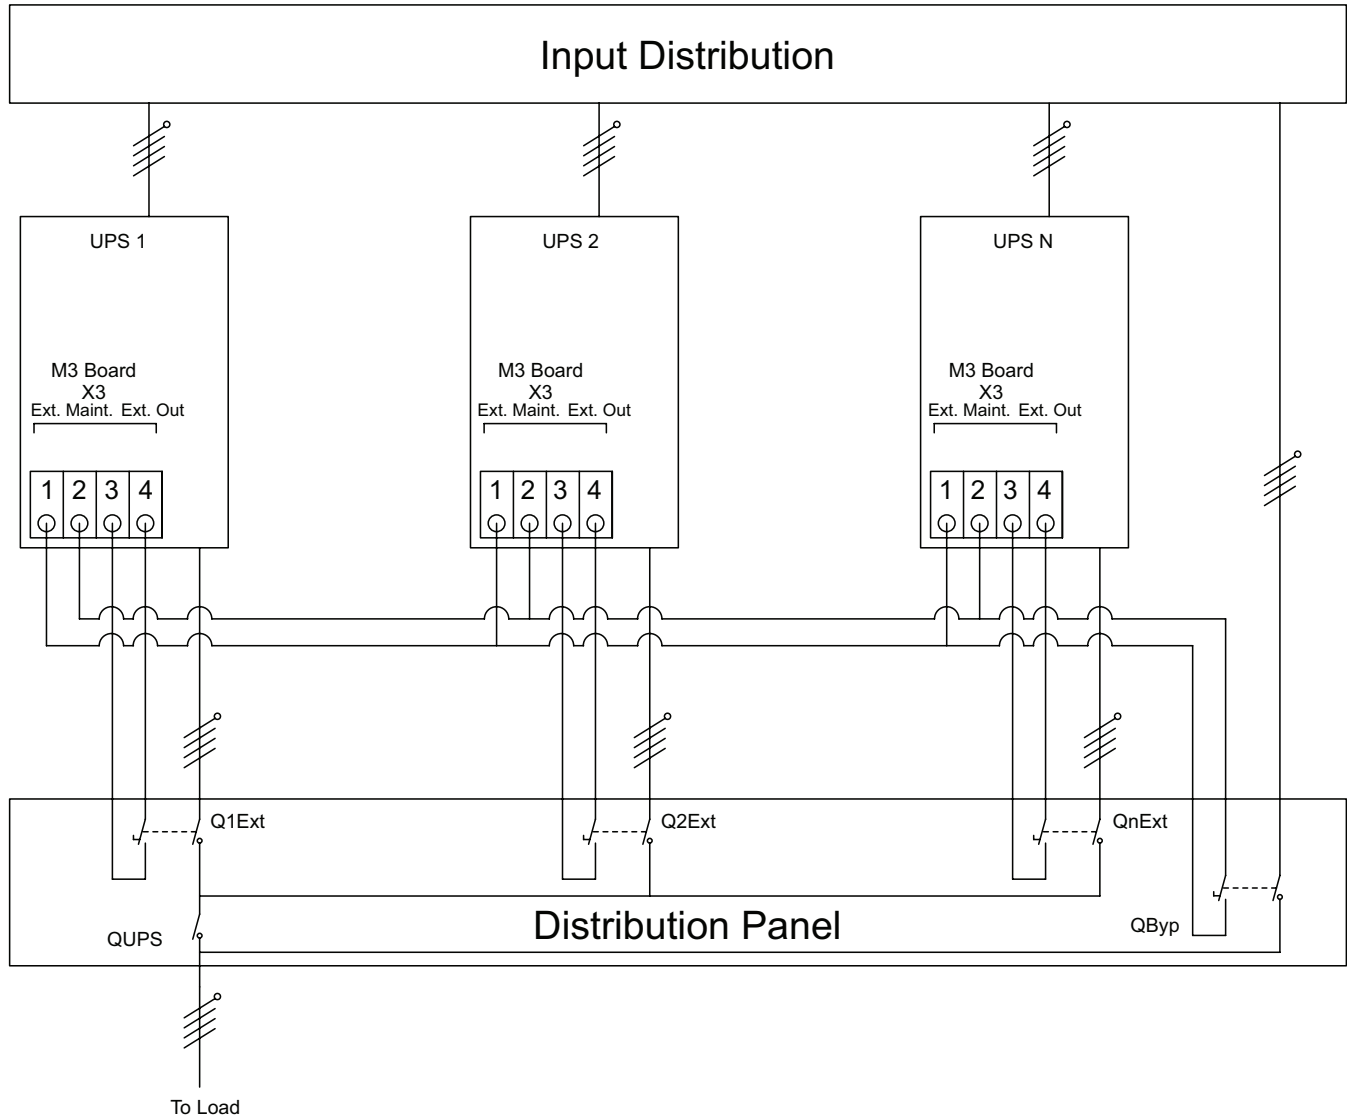 Input Distribution
UPS 1
UPS 2
UPS N
M3 Board
X3
Ext. Maint. Ext. Out
M3 Board
X3
Ext. Maint. Ext. Out
M3 Board
X3
Ext. Maint. Ext. Out
1 2 3 4
1 2 3 4
1 2 3 4
Q1Ext
Q2Ext
QnExt
QUPS
Distribution Panel
QByp
To Load